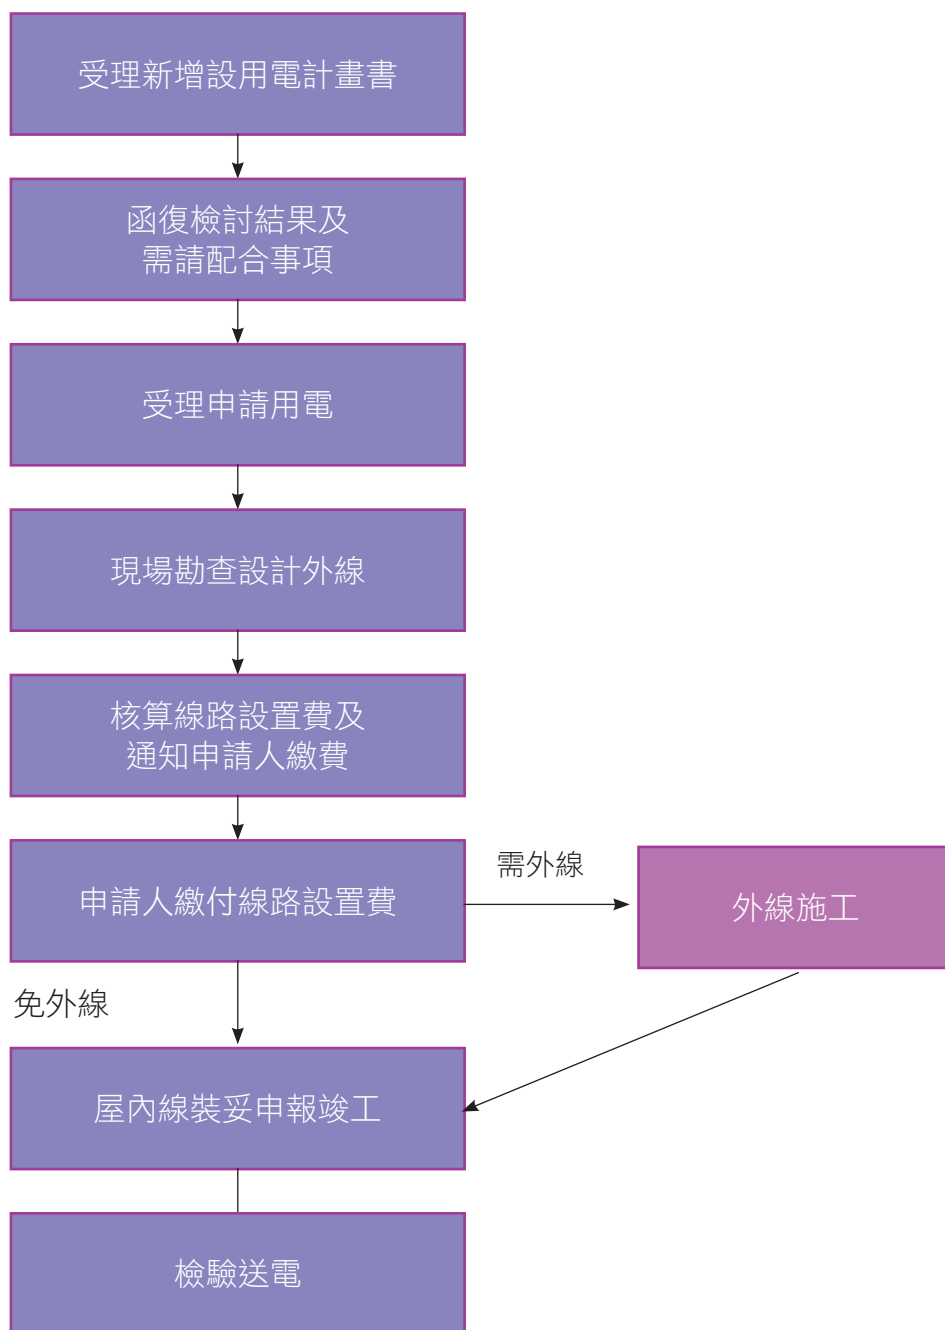 受理新增設用電計畫書
函復檢討結果及
需請配合事項
受理申請用電
現場勘查設計外線
核算線路設置費及
通知申請人繳費
申請人繳付線路設置費
需外線
外線施工
免外線
屋內線裝妥申報竣工
檢驗送電